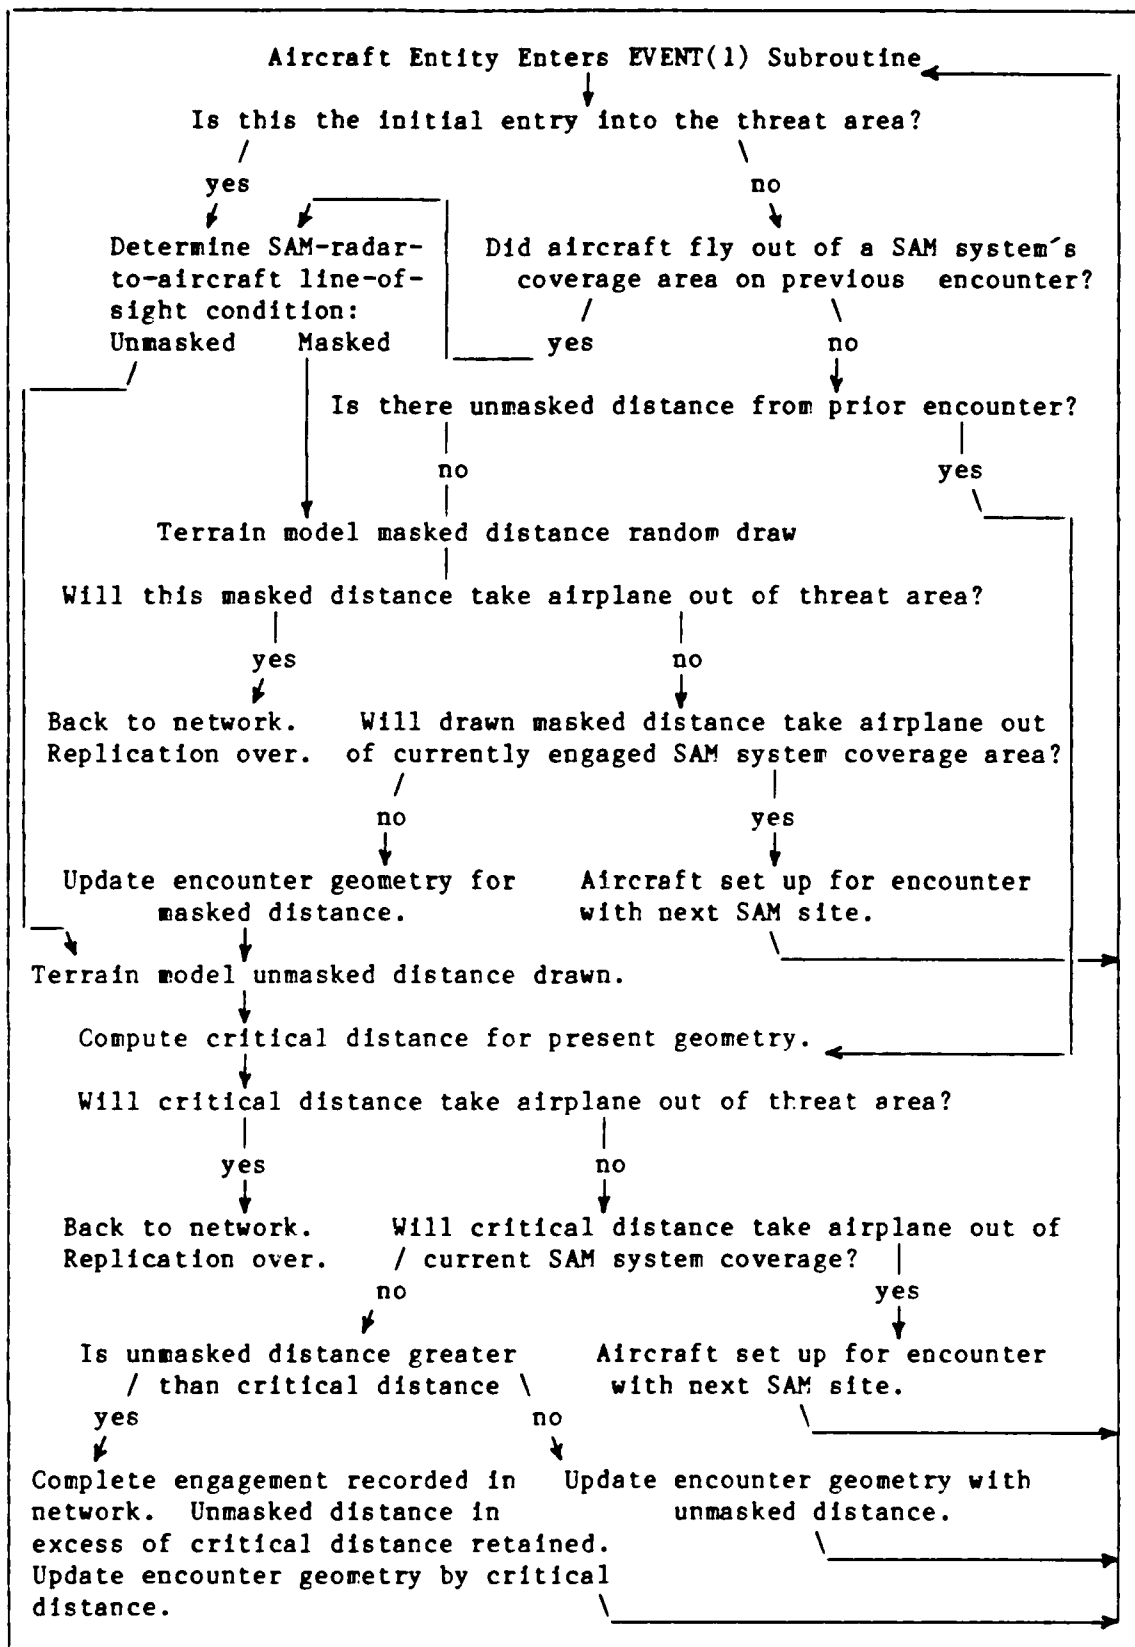 Aircraft Entity Enters EVENT(1) Subroutine
Is this the initial entry into the threat area?
yes
no
Determine SAM-radar-
to-aircraft line-of-
sight condition:
Unmasked Masked
Did aircraft fly out of a SAM system´s
coverage area on previous encounter?
yes
no
Is there unmasked distance from prior encounter?
no
yes
Terrain model masked distance random draw
Will this masked distance take airplane out of threat area?
yes
no
Back to network.
Replication over.
Will drawn masked distance take airplane out
of currently engaged SAM system coverage area?
no
yes
Update encounter geometry for
masked distance.
Aircraft set up for encounter
with next SAM site.
Terrain model unmasked distance drawn.
Compute critical distance for present geometry.
Will critical distance take airplane out of threat area?
yes
no
Back to network.
Replication over.
Will critical distance take airplane out of
current SAM system coverage?
no
yes
Is unmasked distance greater
than critical distance
Aircraft set up for encounter
with next SAM site.
yes
no
Complete engagement recorded in
network. Unmasked distance in
excess of critical distance retained.
Update encounter geometry by critical
distance.
Update encounter geometry with
unmasked distance.